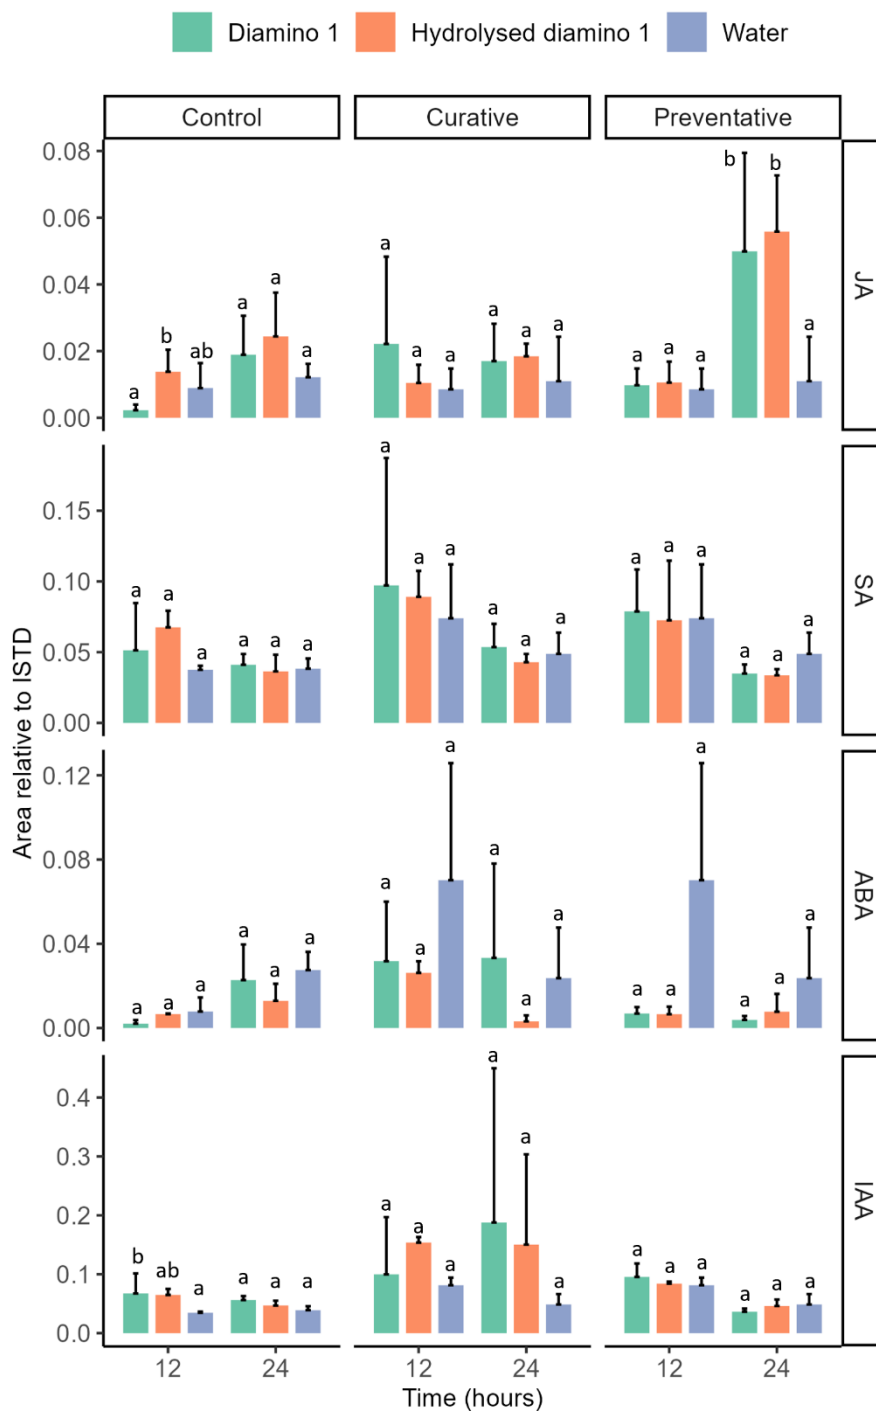 Diamino 1 Hydrolysed diamino 1 Water
Control Curative Preventative
Area relative to ISTD
0.08
0.06
0.04
0.02
0.00
a b ab a a a
a a a a a a
a a a b b a
JA
0.15
0.10
0.05
0.00
a a a a a a
a a a a a a
a a a a a a
SA
0.12
0.08
0.04
0.00
a a a a a a
a a a a a a
a a a a a a
ABA
0.4
0.3
0.2
0.1
0.0
b ab a a a a
a a a a a a
a a a a a a
IAA
12 24 12 24 12 24
Time (hours)